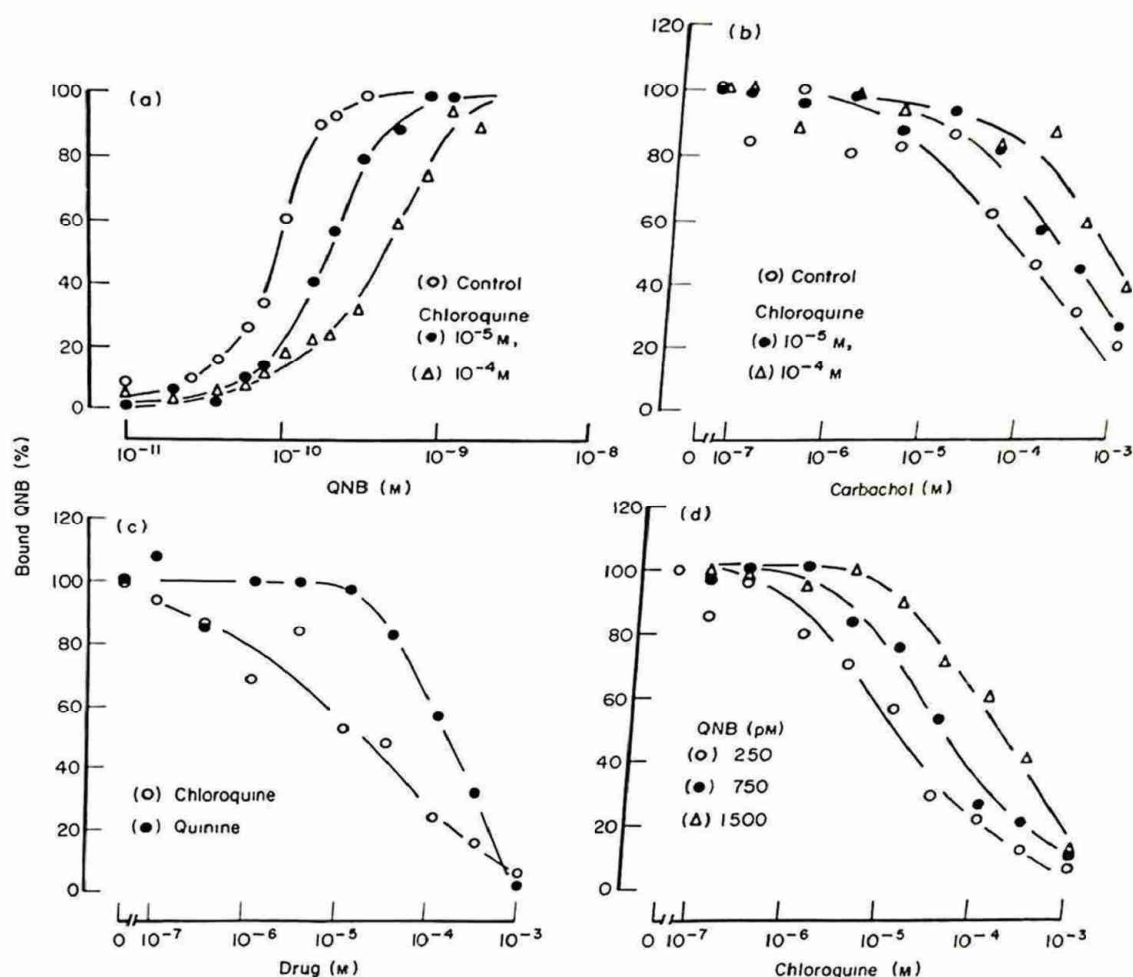 Bound QNB (%)
(a)
100
80
60
40
20
0
(○) Control
Chloroquine
(●) 10⁻⁵ M,
(△) 10⁻⁴ M
10⁻¹¹ 10⁻¹⁰ 10⁻⁹ 10⁻⁸
QNB (M)
(b)
120
100
80
60
40
20
0
(○) Control
Chloroquine
(●) 10⁻⁵ M,
(△) 10⁻⁴ M
0 10⁻⁷ 10⁻⁶ 10⁻⁵ 10⁻⁴ 10⁻³
Carbachol (M)
(c)
120
100
80
60
40
20
0
(○) Chloroquine
(●) Quinine
0 10⁻⁷ 10⁻⁶ 10⁻⁵ 10⁻⁴ 10⁻³
Drug (M)
(d)
120
100
80
60
40
20
0
QNB (pM)
(○) 250
(●) 750
(△) 1500
0 10⁻⁷ 10⁻⁶ 10⁻⁵ 10⁻⁴ 10⁻³
Chloroquine (M)